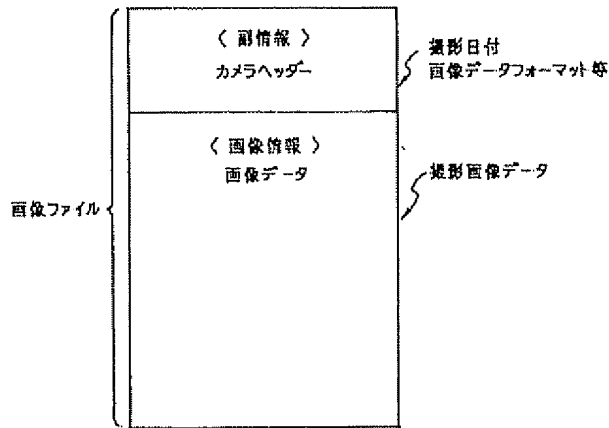 〈 副情報 〉
カメラヘッダー
撮影日付
画像データフォーマット等
〈 画像情報 〉
画像データ
撮影画像データ
画像ファイル